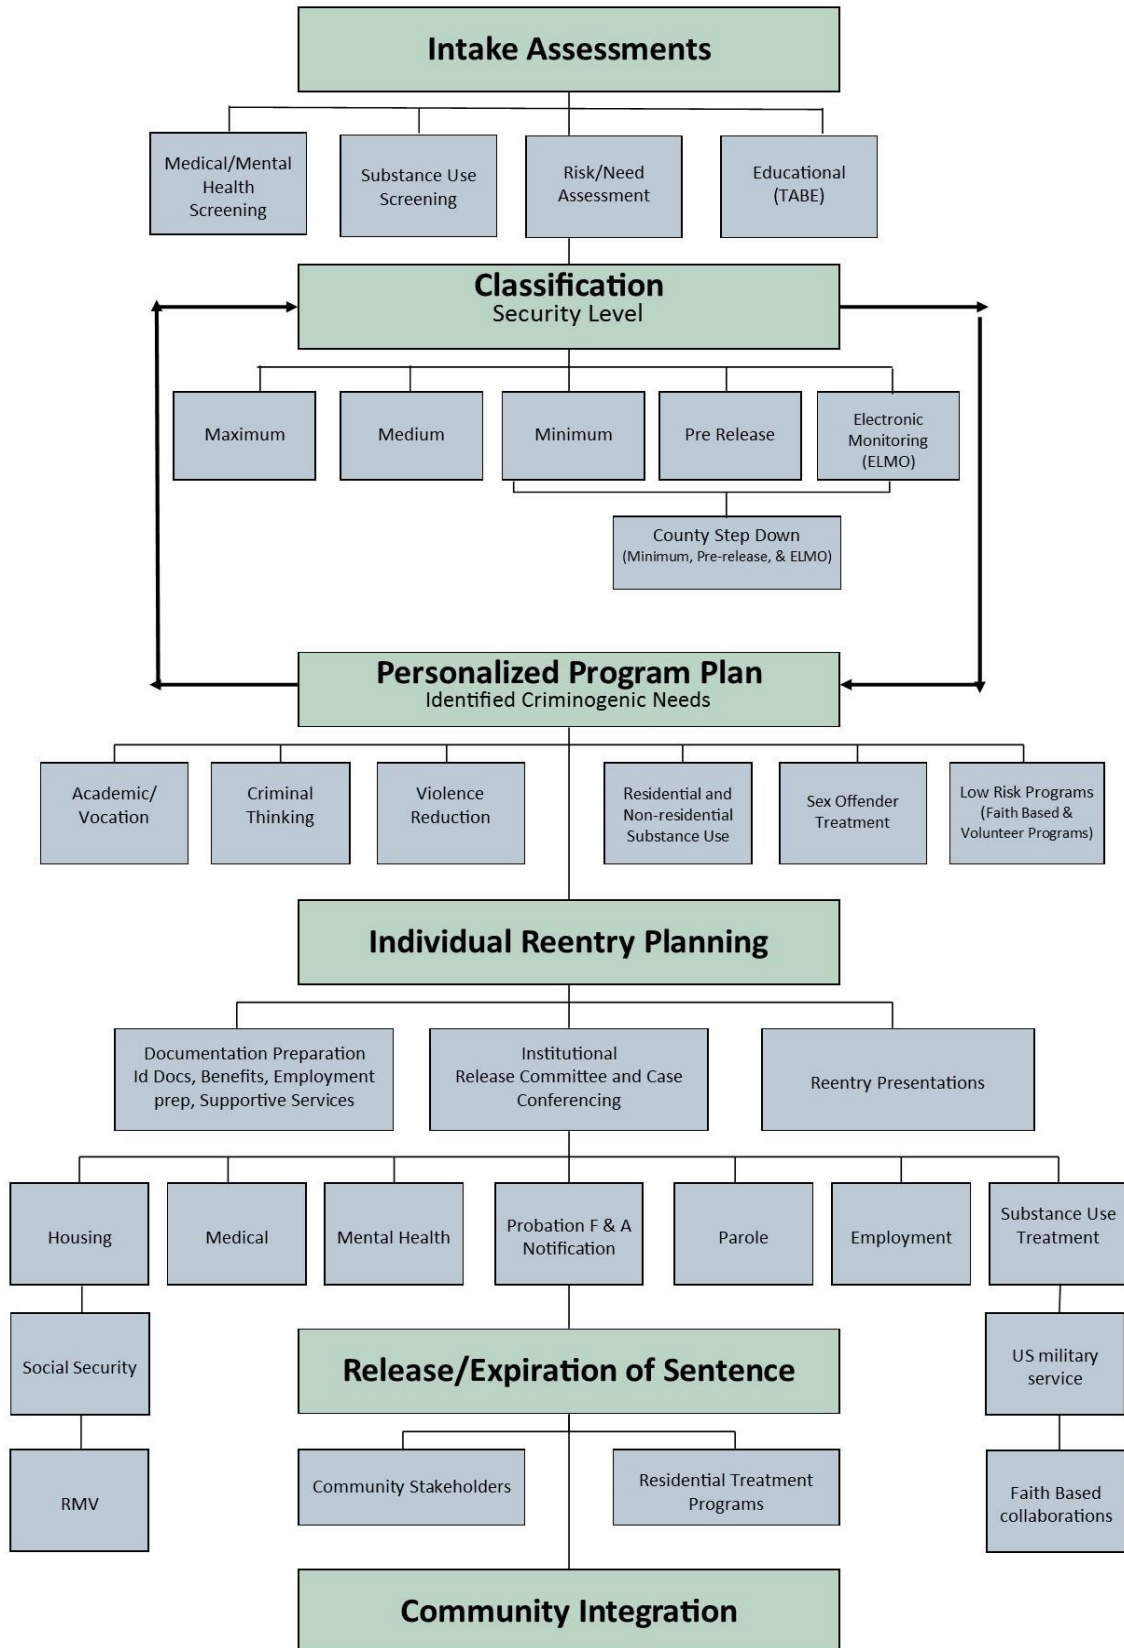 Intake Assessments
Medical/Mental
Health
Screening
Substance Use
Screening
Risk/Need
Assessment
Educational
(TABE)
Classification
Security Level
Maximum
Medium
Minimum
Pre Release
Electronic
Monitoring
(ELMO)
County Step Down
(Minimum, Pre-release, & ELMO)
Personalized Program Plan
Identified Criminogenic Needs
Academic/
Vocation
Criminal
Thinking
Violence
Reduction
Residential and
Non-residential
Substance Use
Sex Offender
Treatment
Low Risk Programs
(Faith Based &
Volunteer Programs)
Individual Reentry Planning
Documentation Preparation
Id Docs, Benefits, Employment
prep, Supportive Services
Institutional
Release Committee and Case
Conferencing
Reentry Presentations
Housing
Medical
Mental Health
Probation F & A
Notification
Parole
Employment
Substance Use
Treatment
Social Security
US military
service
Release/Expiration of Sentence
RMV
Community Stakeholders
Residential Treatment
Programs
Faith Based
collaborations
Community Integration